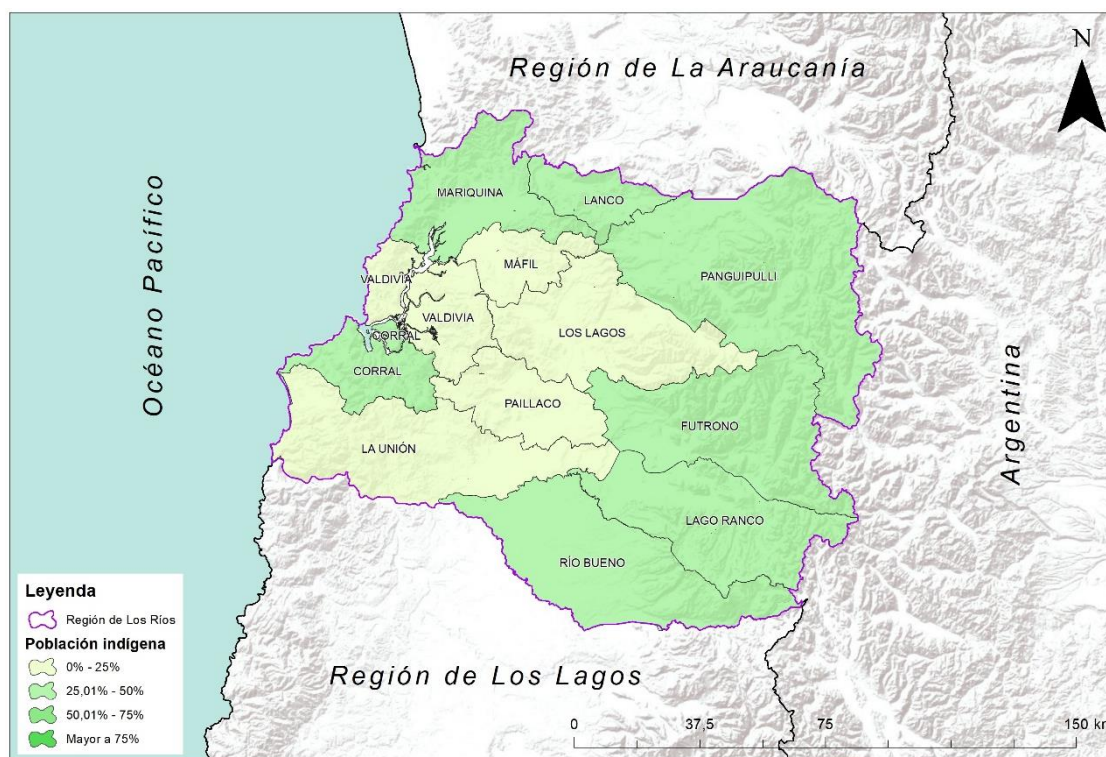 Región de La Araucanía
N
Océano Pacífico
MARIQUINA
LANCO
PANGUIPULLI
VALDIVIA
MÁFIL
VALDIVIA
LOS LAGOS
CORRAL
CORRAL
PAILLACO
FUTRONO
LA UNIÓN
LAGO RANCO
RÍO BUENO
Argentina
Región de Los Lagos
Leyenda
Región de Los Ríos
Población indígena
0% - 25%
25,01% - 50%
50,01% - 75%
Mayor a 75%
0 37,5 75 150 km